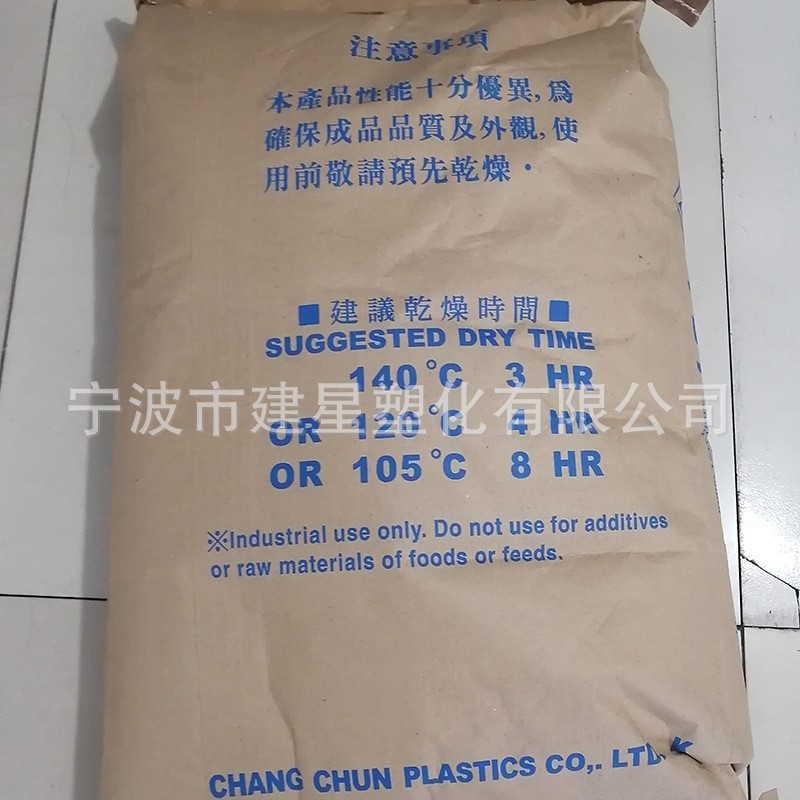 注意事項
本產品性能十分優異,為
確保成品品質及外觀,使
用前敬請預先乾燥・
■建議乾燥時間■
SUGGESTED DRY TIME
140°C 3 HR
宁波市建星塑化有限公司
OR 120°C 4 HR
OR 105°C 8 HR
※Industrial use only. Do not use for additives
or raw materials of foods or feeds.
CHANG CHUN PLASTICS CO,. LTD.